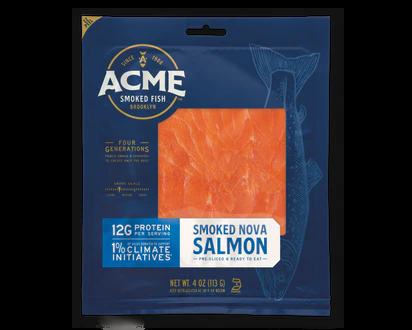 SINCE 1906
ACME
SMOKED FISH
BROOKLYN
FOUR
GENERATIONS
12G PROTEIN
PER SERVING
1% 
CLIMATE
INITIATIVES
SMOKED NOVA
SALMON
PRE-SLICED & READY TO EAT
NET WT. 4 OZ (113 G)